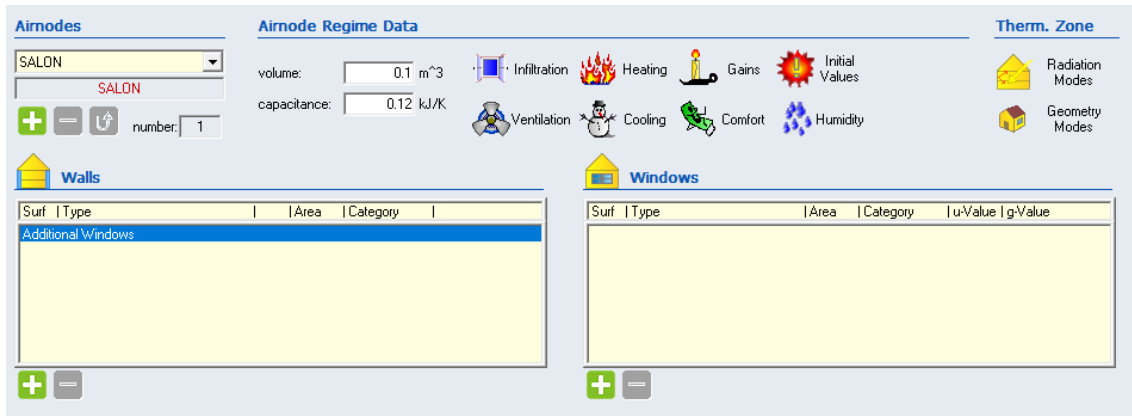 Airnodes
Airnode Regime Data
Therm. Zone
SALON
SALON
number: 1
volume: 0.1 m^3
capacitance: 0.12 kJ/K
Infiltration
Heating
Gains
Initial
Values
Ventilation
Cooling
Comfort
Humidity
Radiation
Modes
Geometry
Modes
Walls
Surf | Type | | Area | Category |
Additional Windows
Windows
Surf | Type | Area | Category | u-Value | g-Value